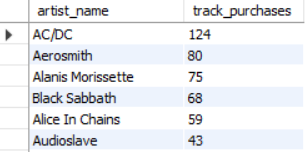 artist_name track_purchases
AC/DC 124
Aerosmith 80
Alanis Morissette 75
Black Sabbath 68
Alice In Chains 59
Audioslave 43